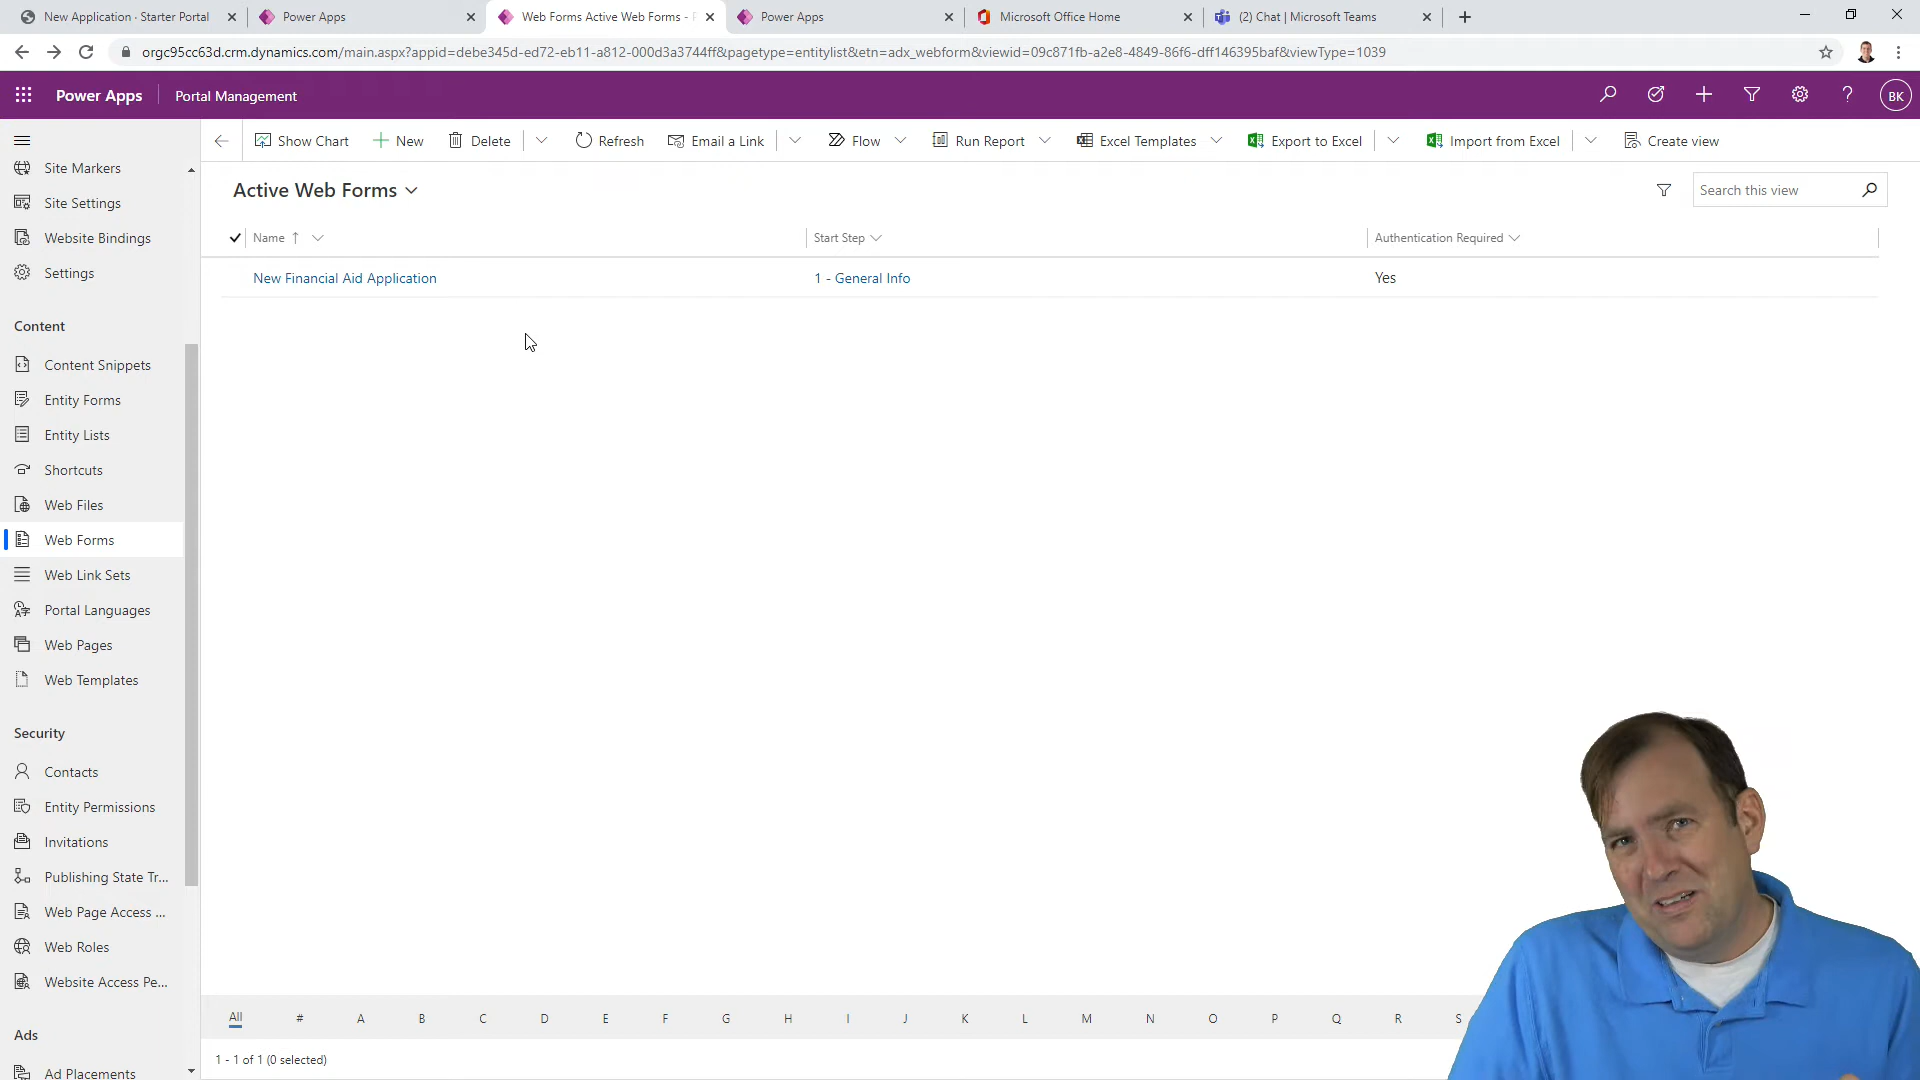 New Application · Starter Portal
Power Apps
Web Forms Active Web Forms -
Power Apps
Microsoft Office Home
(2) Chat | Microsoft Teams
orgc95cc63d.crm.dynamics.com/main.aspx?appid=debe345d-ed72-eb11-a812-000d3a3744ff&pagetype=entitylist&etn=adx_webform&viewid=09c871fb-a2e8-4849-86f6-dff146395baf&viewType=1039
Power Apps
Portal Management
BK
Show Chart
New
Delete
Refresh
Email a Link
Flow
Run Report
Excel Templates
Export to Excel
Import from Excel
Create view
Site Markers
Site Settings
Website Bindings
Settings
Content
Content Snippets
Entity Forms
Entity Lists
Shortcuts
Web Files
Web Forms
Web Link Sets
Portal Languages
Web Pages
Web Templates
Security
Contacts
Entity Permissions
Invitations
Publishing State Tr...
Web Page Access ...
Web Roles
Website Access Pe...
Ads
Ad Placements
Active Web Forms
Search this view
Name
Start Step
Authentication Required
New Financial Aid Application
1 - General Info
Yes
All # A B C D E F G H I J K L M N O P Q R S
1 - 1 of 1 (0 selected)